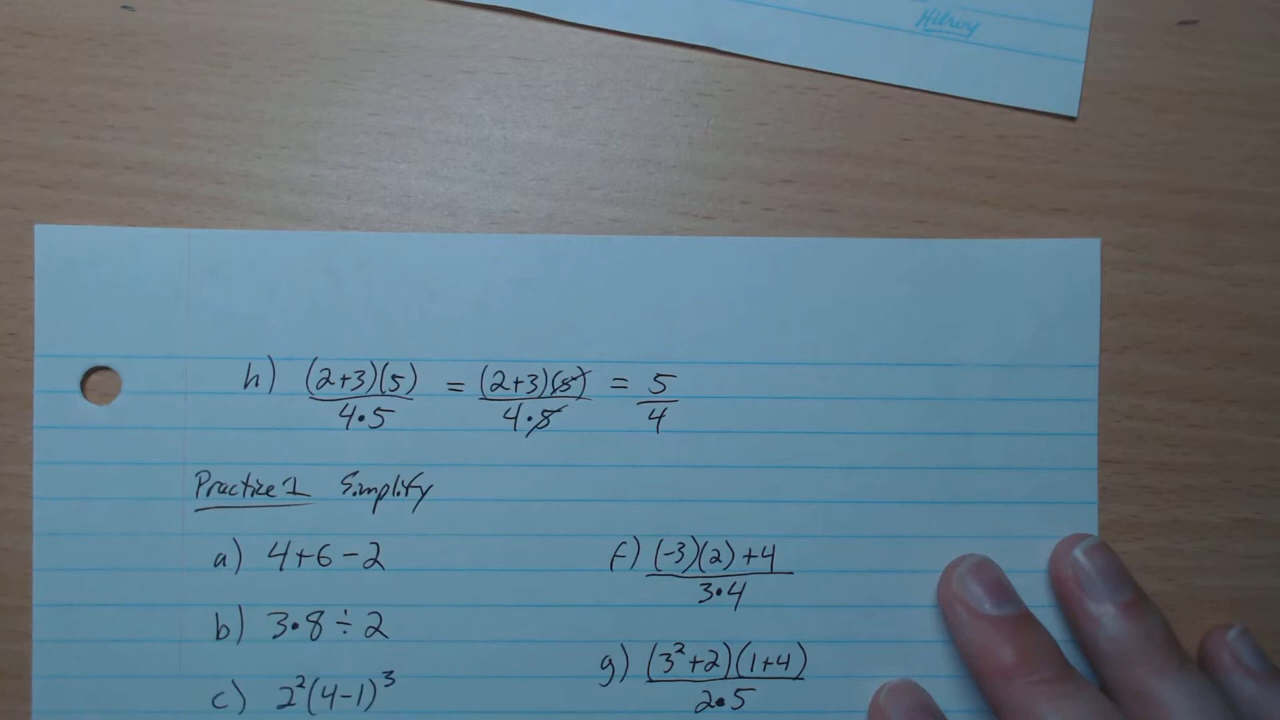 Hilroy
h) (2+3)(5)/4•5 = (2+3)(5)/4•5 = 5/4
Practice 1 Simplify
a) 4+6-2
b) 3•8÷2
c) 2²(4-1)³
f) (-3)(2)+4/3•4
g) (3²+2)(1+4)/2•5